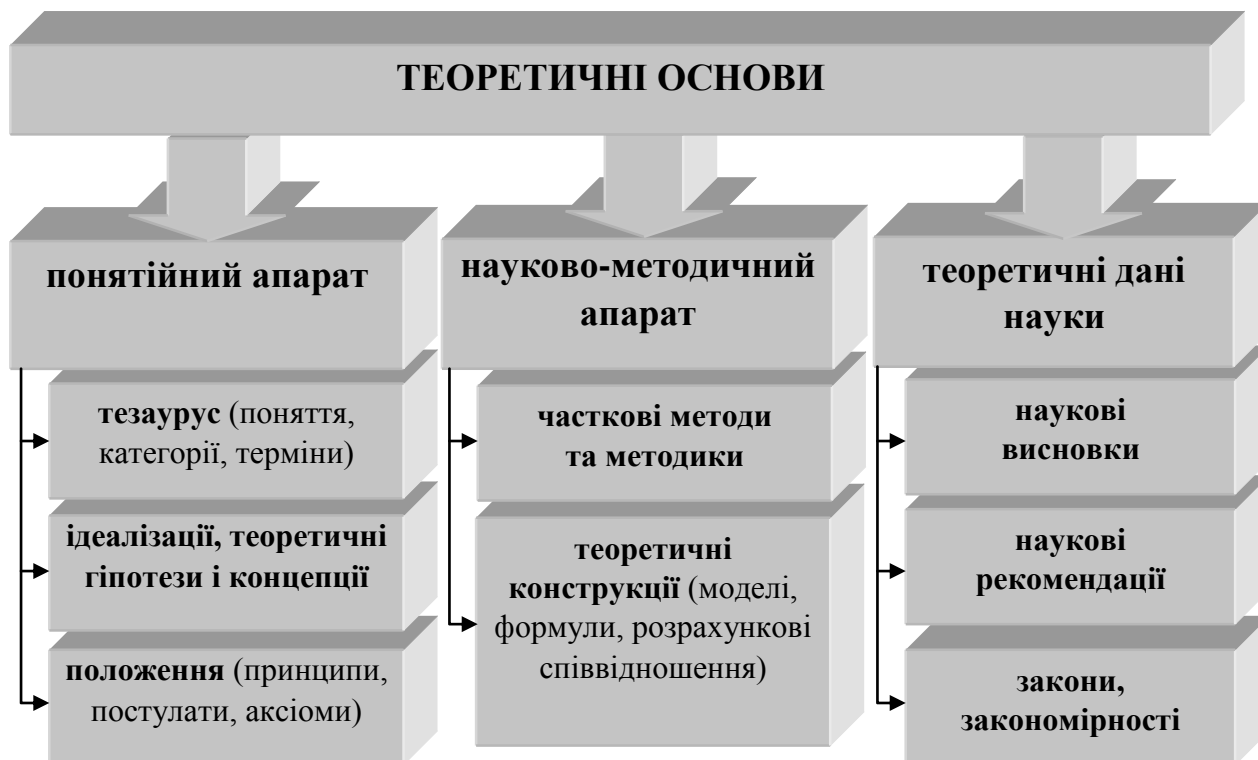 ТЕОРЕТИЧНІ ОСНОВИ
понятійний апарат
тезаурус (поняття,
категорії, терміни)
ідеалізації, теоретичні
гіпотези і концепції
положення (принципи,
постулати, аксіоми)
науково-методичний
апарат
часткові методи
та методики
теоретичні
конструкції (моделі,
формули, розрахункові
співвідношення)
теоретичні дані
науки
наукові
висновки
наукові
рекомендації
закони,
закономірності